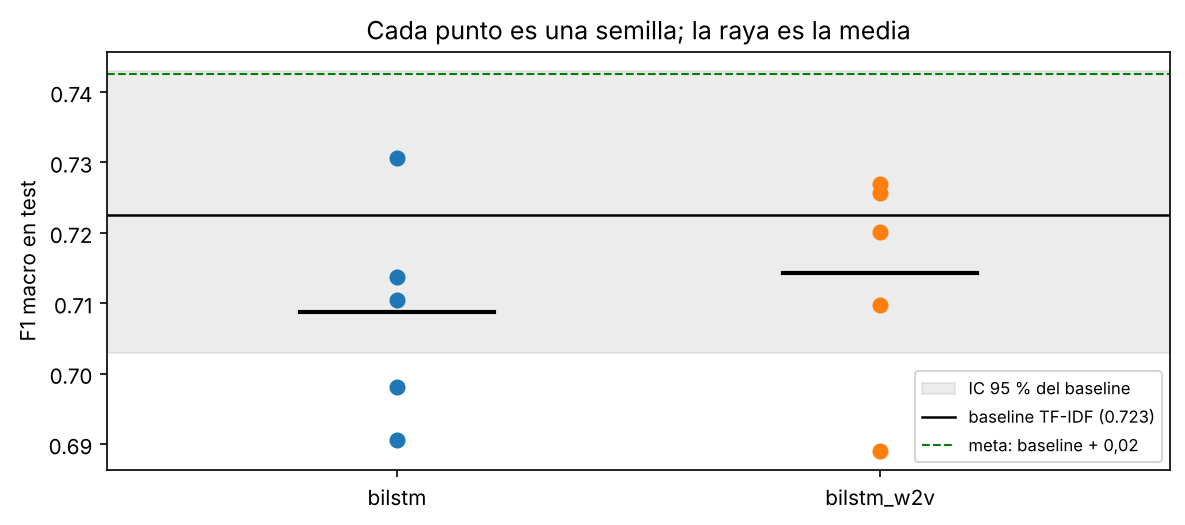 Cada punto es una semilla; la raya es la media
F1 macro en test
0.74
0.73
0.72
0.71
0.70
0.69
bilstm
bilstm_w2v
IC 95 % del baseline
baseline TF-IDF (0.723)
meta: baseline + 0,02